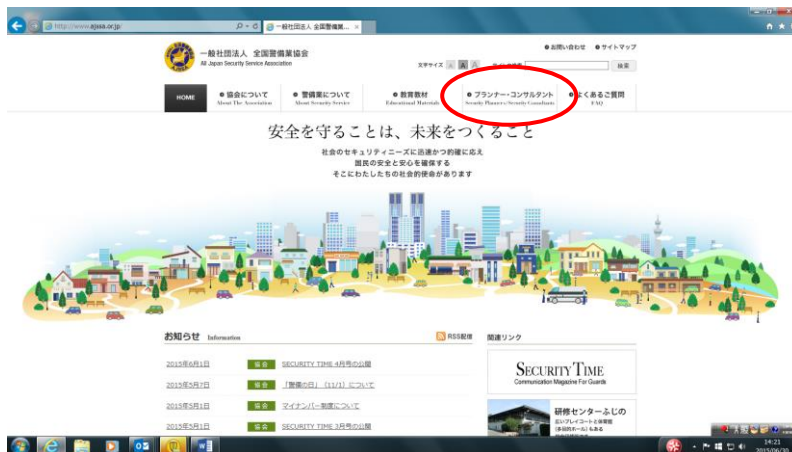 http://www.ajssa.or.jp/
一般社団法人 全国警備業...
お問い合わせ サイトマップ
一般社団法人 全国警備業協会
All Japan Security Service Association
文字サイズ A A A
検索
HOME
協会について
About The Association
警備業について
About Security Service
教育教材
Educational Materials
プランナー・コンサルタント
Security Planners/Security Consultants
よくあるご質問
FAQ
安全を守ることは、未来をつくること
社会のセキュリティニーズに迅速かつ的確に応え
国民の安全と安心を確保する
そこにわたしたちの社会的使命があります
お知らせ Information
RSS配信
関連リンク
2015年6月1日 協会 SECURITY TIME 4月号の公開
2015年5月7日 協会 「警備の日」(11/1)について
2015年5月1日 協会 マイナンバー制度について
2015年5月1日 協会 SECURITY TIME 3月号の公開
SECURITY TIME
Communication Magazine For Guards
研修センターふじの
14:21
2015/06/30